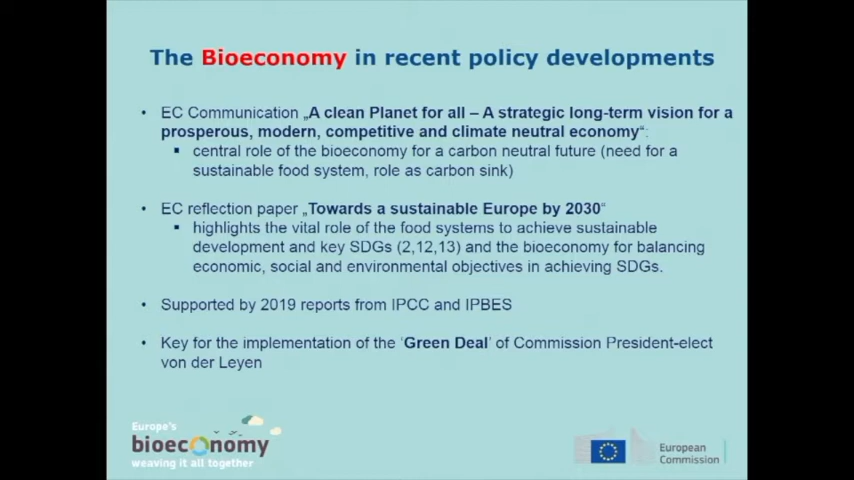 The Bioeconomy in recent policy developments
• EC Communication „A clean Planet for all – A strategic long-term vision for a
prosperous, modern, competitive and climate neutral economy“:
▪ central role of the bioeconomy for a carbon neutral future (need for a
sustainable food system, role as carbon sink)
• EC reflection paper „Towards a sustainable Europe by 2030“
▪ highlights the vital role of the food systems to achieve sustainable
development and key SDGs (2,12,13) and the bioeconomy for balancing
economic, social and environmental objectives in achieving SDGs.
• Supported by 2019 reports from IPCC and IPBES
• Key for the implementation of the ‘Green Deal’ of Commission President-elect
von der Leyen
Europe's
bioeconomy
weaving it all together
European
Commission